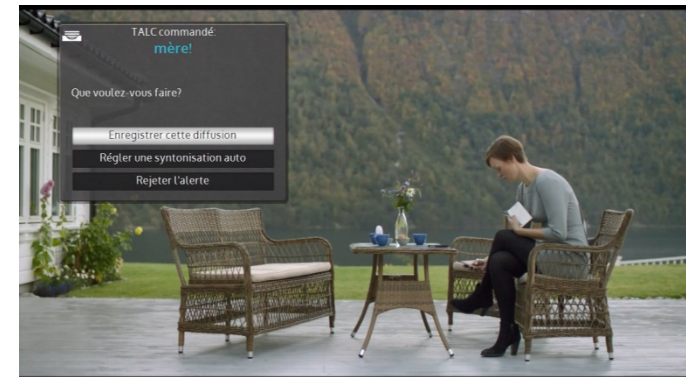 TALC commandé:
mère!
Que voulez-vous faire?
Enregistrer cette diffusion
Régler une syntonisation auto
Rejeter l'alerte